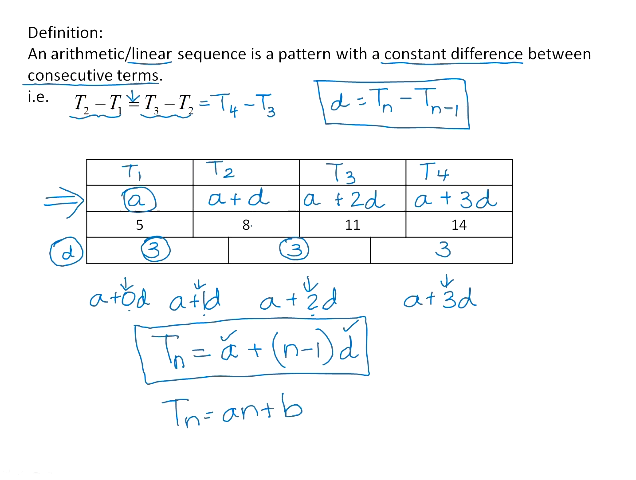 Definition:
An arithmetic/linear sequence is a pattern with a constant difference between
consecutive terms.
i.e. T₂ – T₁ = T₃ – T₂ = T₄ – T₃ d = Tₙ – Tₙ₋₁
T₁ T₂ T₃ T₄
a a + d a + 2d a + 3d
5 8 11 14
d 3 3 3
a+0d a+1d a+2d a+3d
Tₙ = a + (n–1)d
Tₙ = an + b